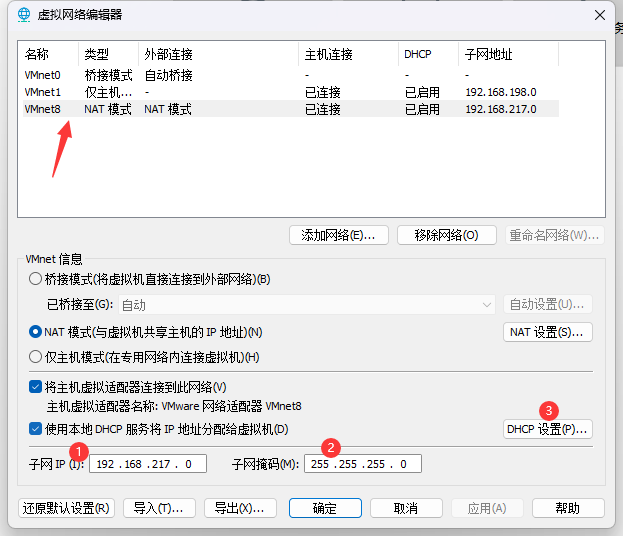 虚拟网络编辑器
名称 类型 外部连接 主机连接 DHCP 子网地址
VMnet0 桥接模式 自动桥接 - - -
VMnet1 仅主机... - 已连接 已启用 192.168.198.0
VMnet8 NAT 模式 NAT 模式 已连接 已启用 192.168.217.0
添加网络(E)... 移除网络(O) 重命名网络(W)...
VMnet 信息
桥接模式(将虚拟机直接连接到外部网络)(B)
已桥接至(G): 自动 自动设置(U)...
NAT 模式(与虚拟机共享主机的 IP 地址)(N) NAT 设置(S)...
仅主机模式(在专用网络内连接虚拟机)(H)
将主机虚拟适配器连接到此网络(V)
主机虚拟适配器名称: VMware 网络适配器 VMnet8
3
使用本地 DHCP 服务将 IP 地址分配给虚拟机(D) DHCP 设置(P)...
1 2
子网 IP (I): 192 . 168 . 217 . 0 子网掩码(M): 255 . 255 . 255 . 0
还原默认设置(R) 导入(T)... 导出(X)... 确定 取消 应用(A) 帮助